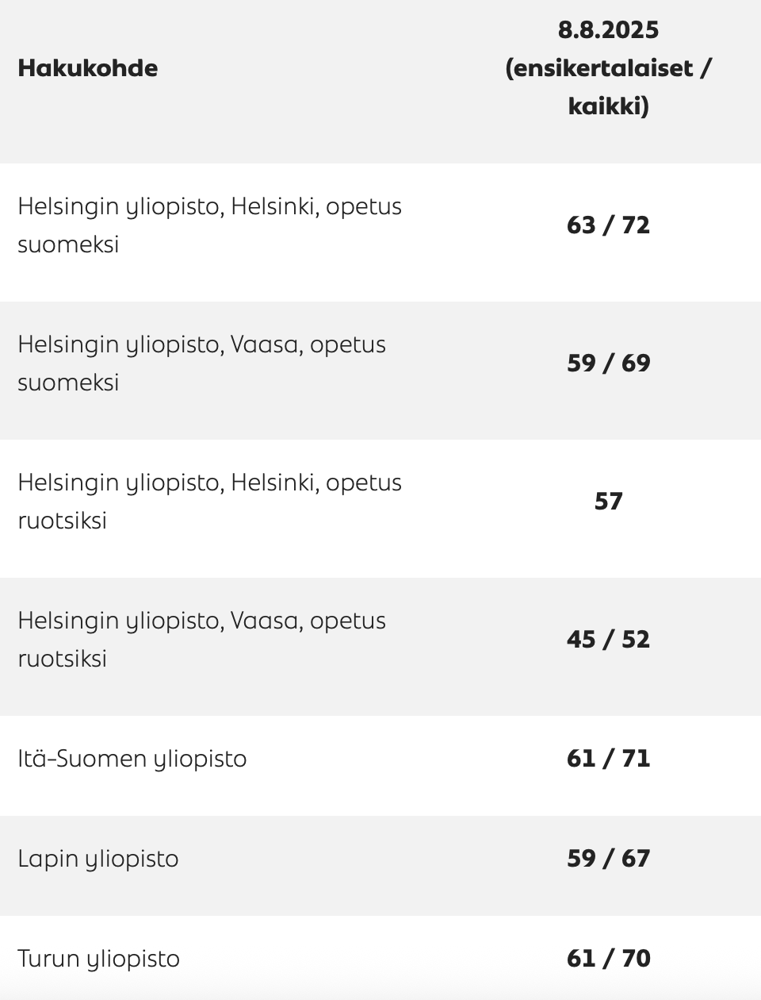 Hakukohde
8.8.2025
(ensikertalaiset /
kaikki)
Helsingin yliopisto, Helsinki, opetus
suomeksi
63 / 72
Helsingin yliopisto, Vaasa, opetus
suomeksi
59 / 69
Helsingin yliopisto, Helsinki, opetus
ruotsiksi
57
Helsingin yliopisto, Vaasa, opetus
ruotsiksi
45 / 52
Itä-Suomen yliopisto
61 / 71
Lapin yliopisto
59 / 67
Turun yliopisto
61 / 70